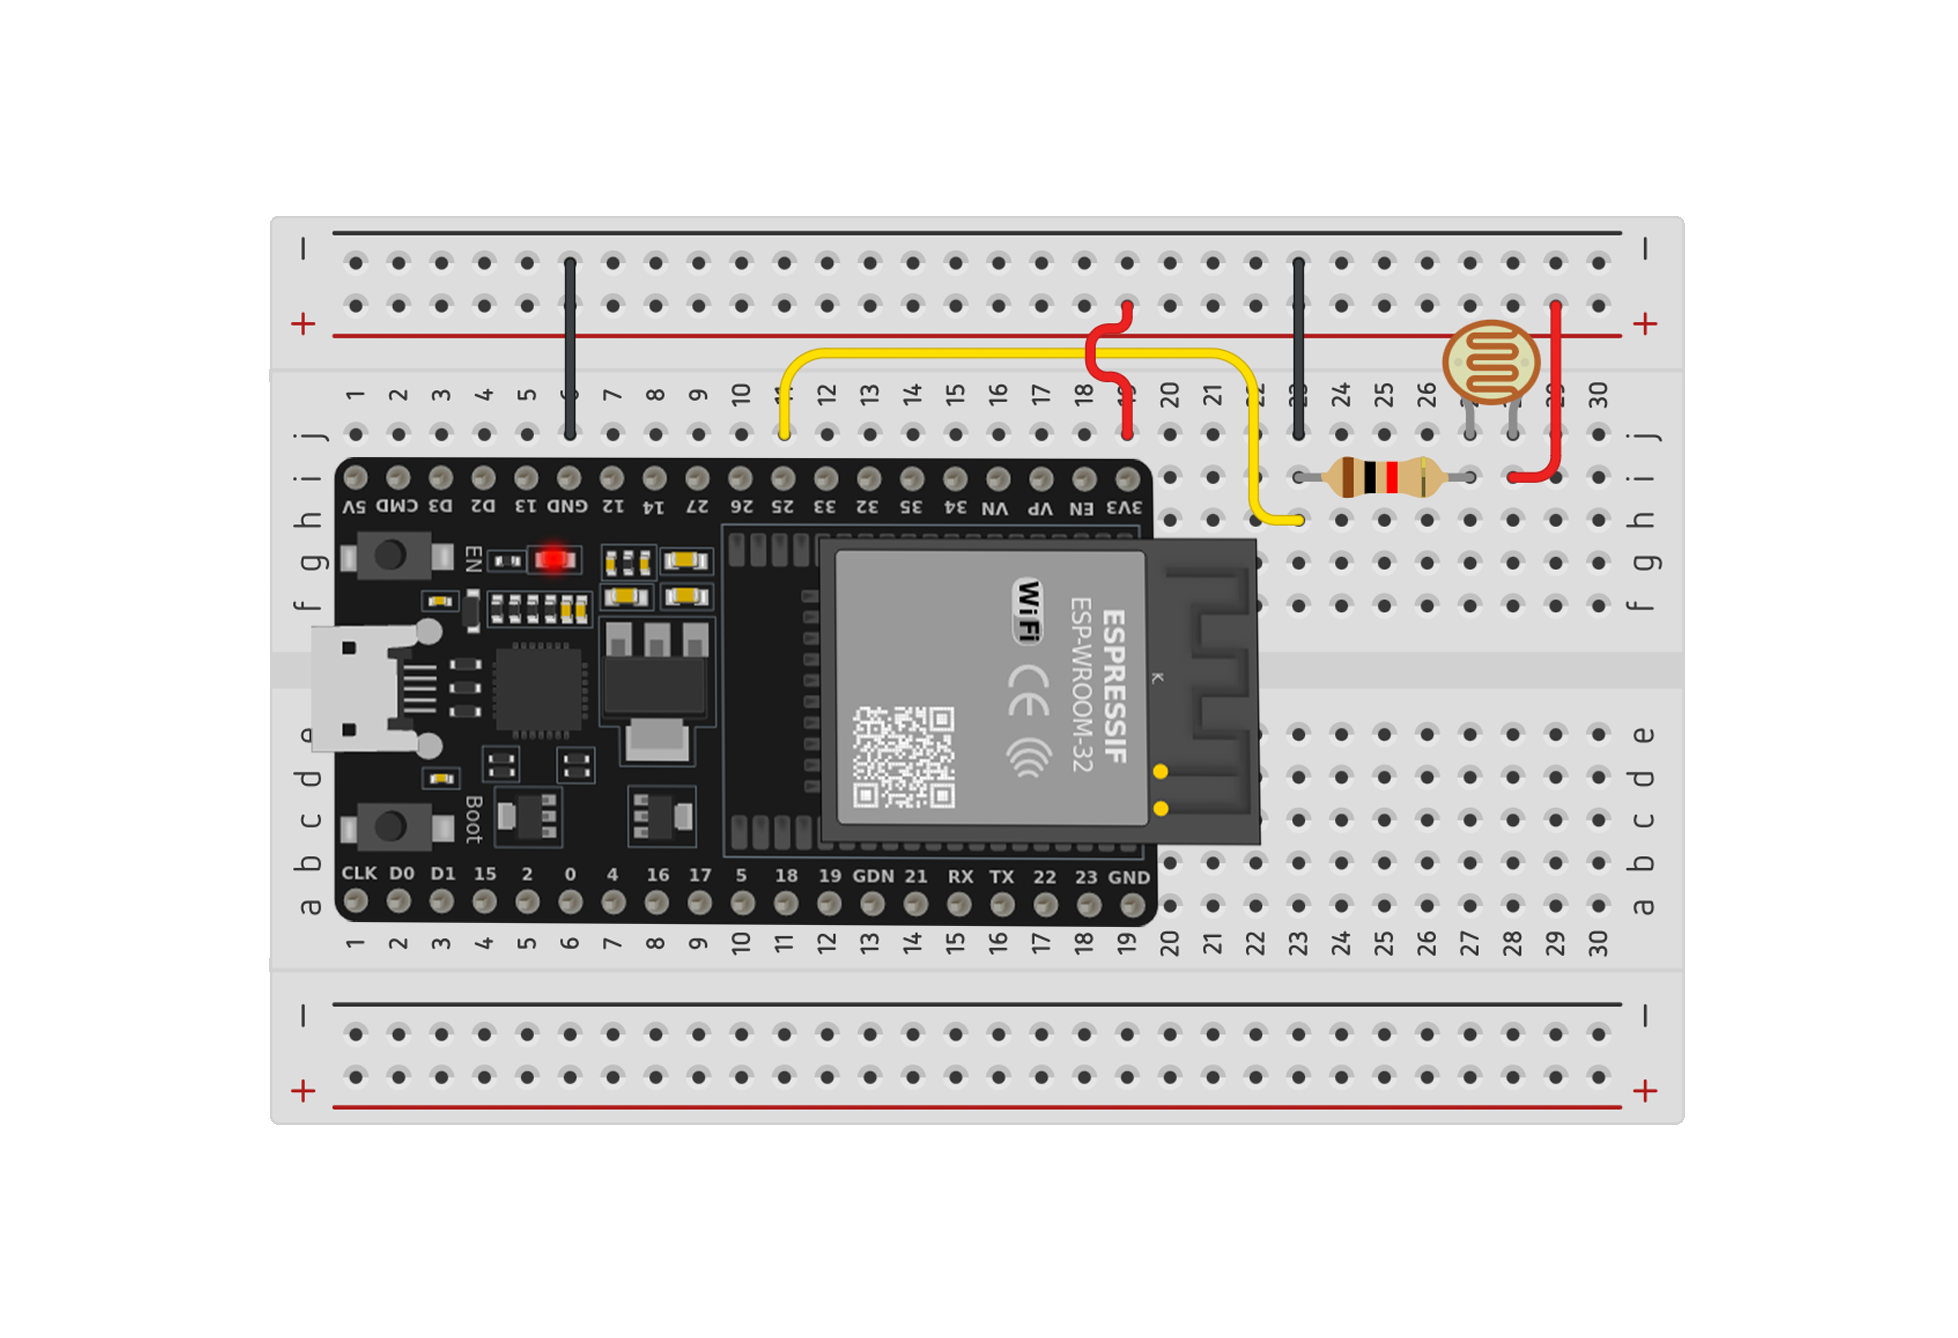 − −
+ +
1 2 3 4 5 6 7 8 9 10 11 12 13 14 15 16 17 18 19 20 21 22 23 24 25 26 27 28 29 30
j j
i i
5V CMD D3 D2 13 GND 12 14 27 26 25 33 32 35 34 VN VP EN 3V3
h h
g g
f f
EN
WiFi
CE
ESPRESSIF
ESP-WROOM-32
K
e e
d d
c c
b b
a a
Boot
CLK D0 D1 15 2 0 4 16 17 5 18 19 GDN 21 RX TX 22 23 GND
1 2 3 4 5 6 7 8 9 10 11 12 13 14 15 16 17 18 19 20 21 22 23 24 25 26 27 28 29 30
− −
+ +